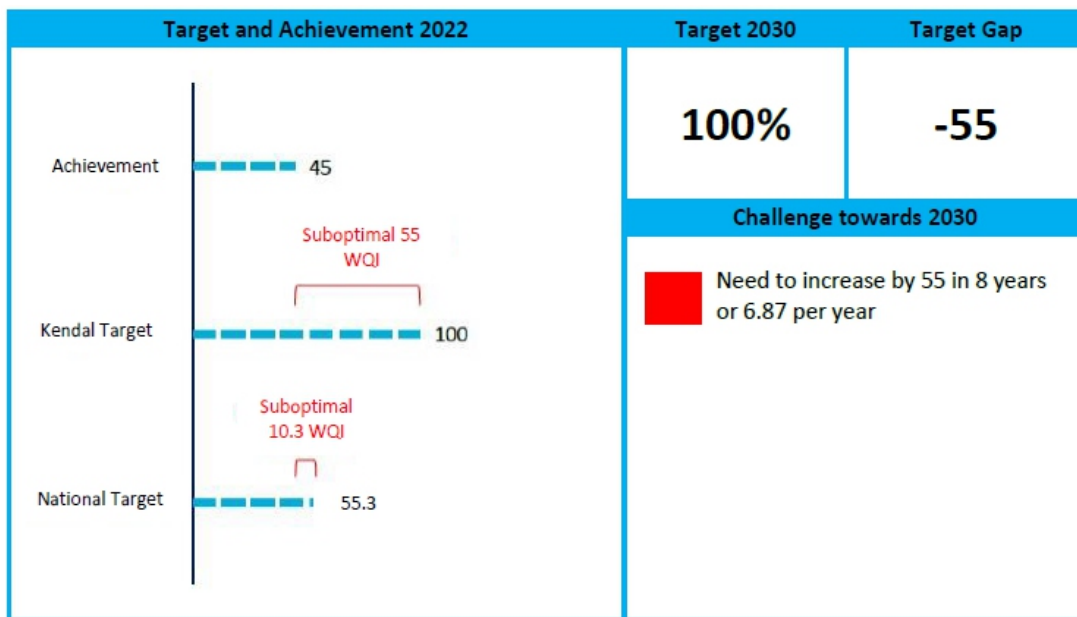 Target and Achievement 2022
Achievement
45
Suboptimal 55
WQI
Kendal Target
100
Suboptimal
10.3 WQI
National Target
55.3
Target 2030
100%
Target Gap
-55
Challenge towards 2030
Need to increase by 55 in 8 years
or 6.87 per year